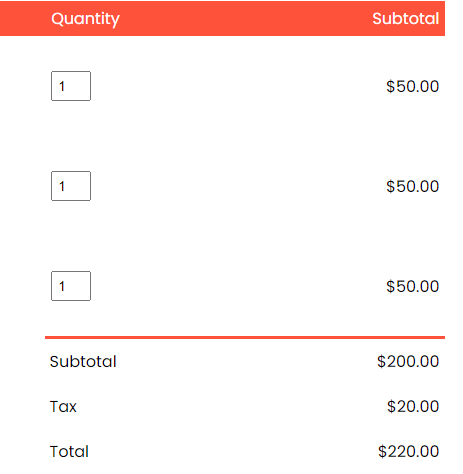 Quantity Subtotal
1 $50.00
1 $50.00
1 $50.00
Subtotal $200.00
Tax $20.00
Total $220.00